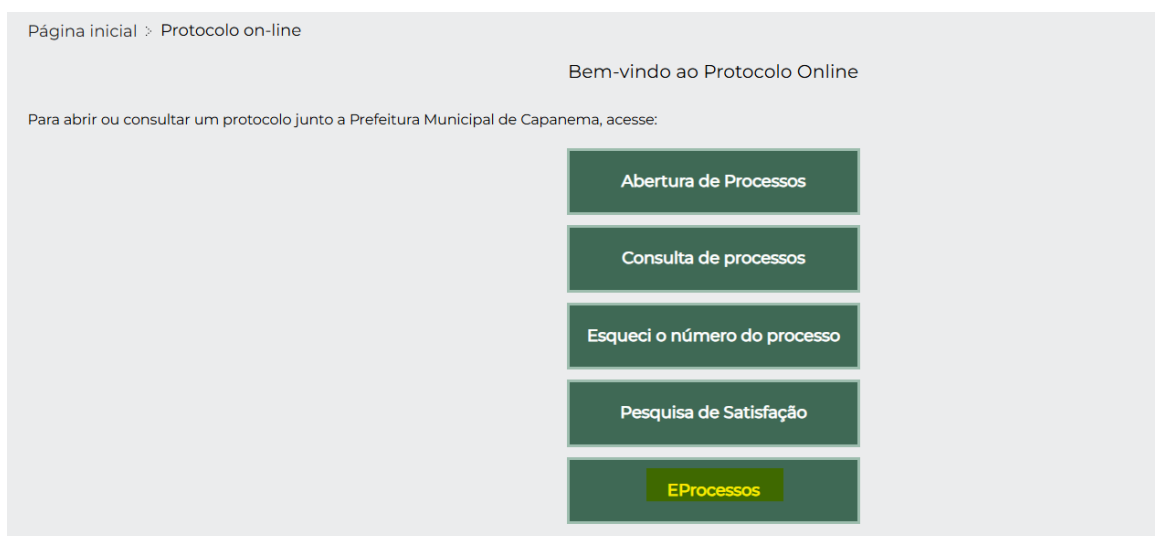 Página inicial > Protocolo on-line
Bem-vindo ao Protocolo Online
Para abrir ou consultar um protocolo junto a Prefeitura Municipal de Capanema, acesse:
Abertura de Processos
Consulta de processos
Esqueci o número do processo
Pesquisa de Satisfação
EProcessos